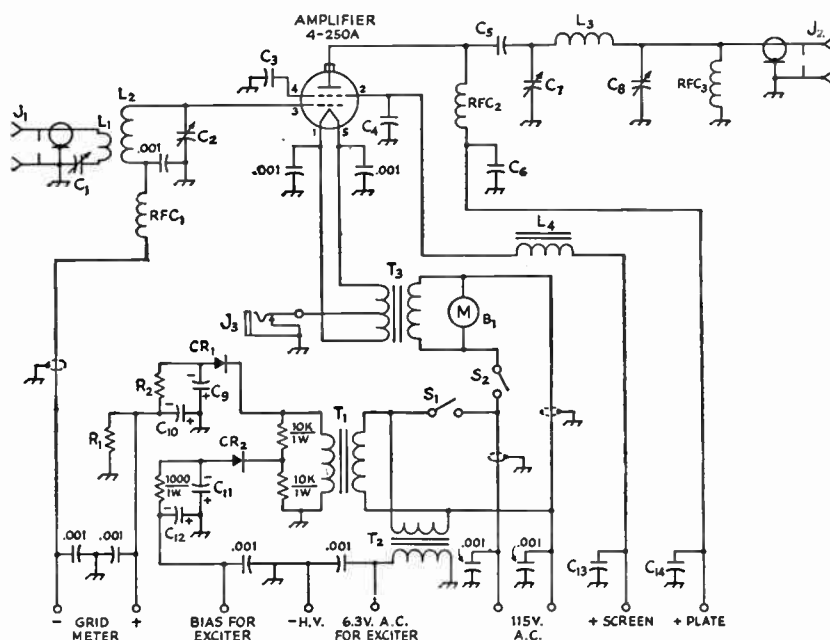 AMPLIFIER
4-250A
C5
L3
J2
C3
4
2
3
1
5
C7
C8
RFC2
RFC3
L2
J1
L1
.001
C2
C4
C1
.001
.001
C6
RFC1
L4
T3
J3
M
B1
CR1
S2
R2
C9
S1
T1
C10
10K
1W
R1
CR2
1000
1W
C11
10K
1W
C12
T2
.001
.001
.001
.001
.001
.001
C13
C14
- GRID METER +
BIAS FOR EXCITER
-H.V.
6.3V. A.C. FOR EXCITER
115V. A.C.
+ SCREEN
+ PLATE